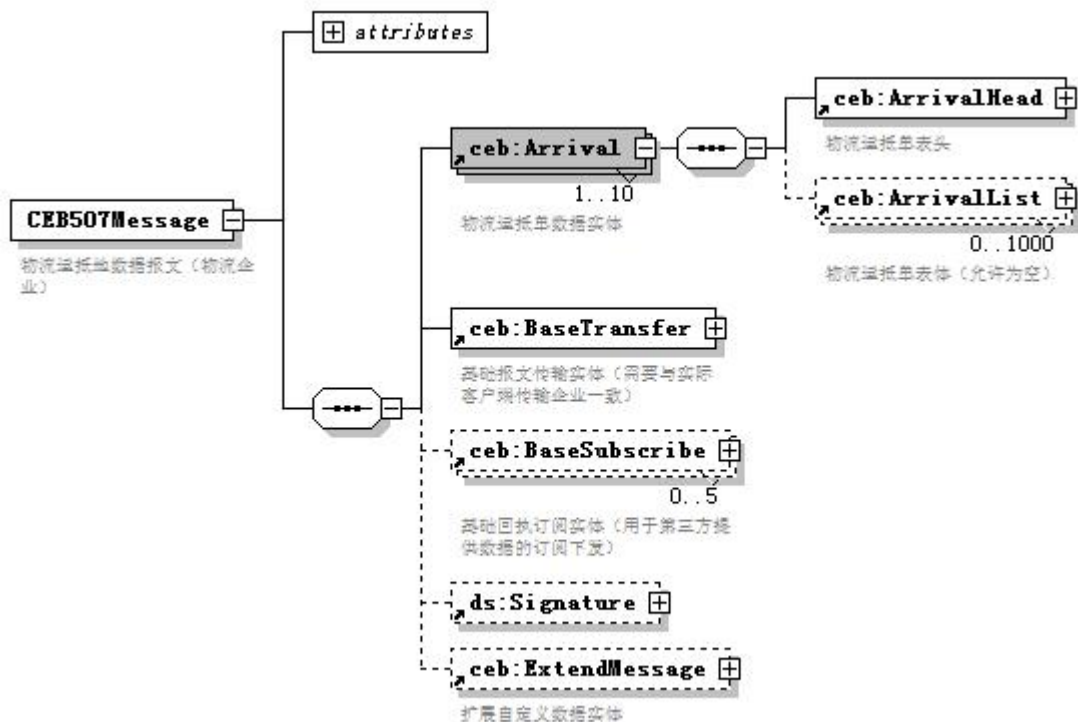 attributes
ceb:ArrivalHead
物流运抵单表头
ceb:Arrival
1..10
物流运抵单数据实体
ceb:ArrivalList
0..1000
物流运抵单表体（允许为空）
CEB507Message
物流运抵单数据报文（物流企
业）
ceb:BaseTransfer
基础报文传输实体（需要与实际
客户端传输企业一致）
ceb:BaseSubscribe
0..5
基础回执订阅实体（用于第三方提
供数据的订阅下发）
ds:Signature
ceb:ExtendMessage
扩展自定义数据实体